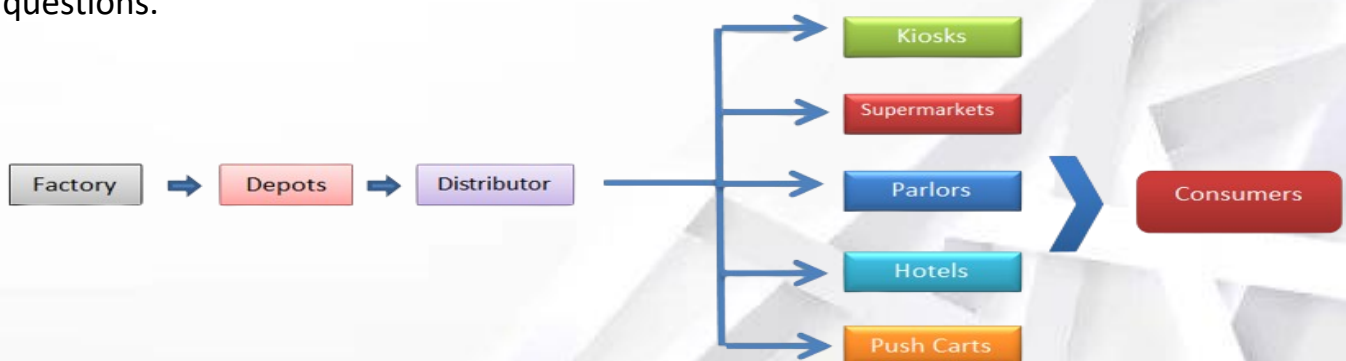 questions.
Kiosks
Supermarkets
Factory
Depots
Distributor
Parlors
Consumers
Hotels
Push Carts